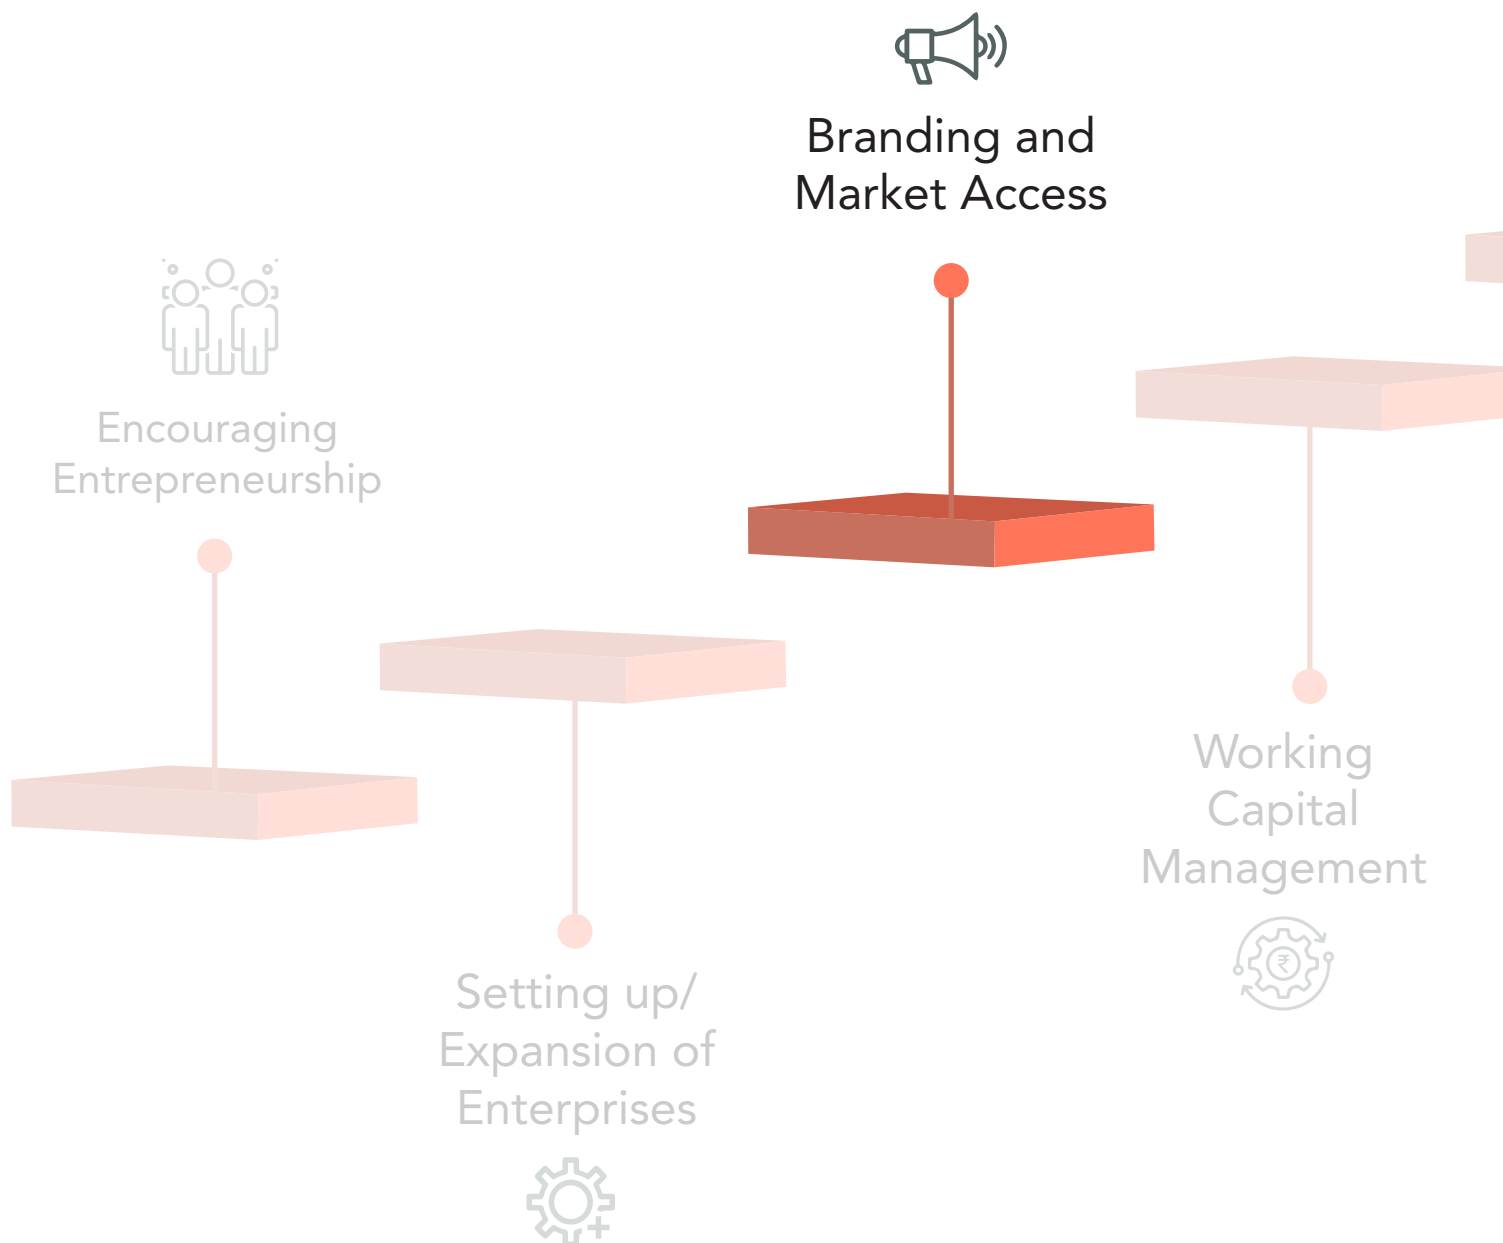 Branding and
Market Access
Encouraging
Entrepreneurship
Working
Capital
Management
₹
Setting up/
Expansion of
Enterprises